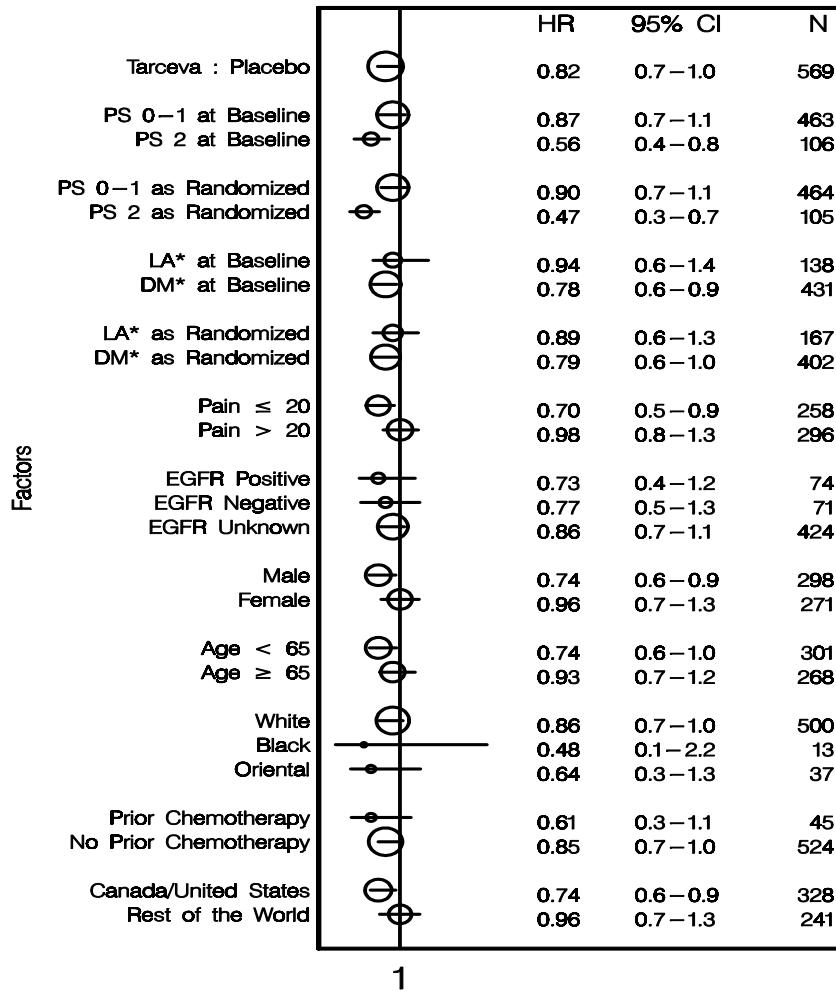 HR 95% CI N
Tarceva : Placebo 0.82 0.7–1.0 569
PS 0–1 at Baseline 0.87 0.7–1.1 463
PS 2 at Baseline 0.56 0.4–0.8 106
PS 0–1 as Randomized 0.90 0.7–1.1 464
PS 2 as Randomized 0.47 0.3–0.7 105
LA* at Baseline 0.94 0.6–1.4 138
DM* at Baseline 0.78 0.6–0.9 431
LA* as Randomized 0.89 0.6–1.3 167
DM* as Randomized 0.79 0.6–1.0 402
Pain ≤ 20 0.70 0.5–0.9 258
Pain > 20 0.98 0.8–1.3 296
Factors
EGFR Positive 0.73 0.4–1.2 74
EGFR Negative 0.77 0.5–1.3 71
EGFR Unknown 0.86 0.7–1.1 424
Male 0.74 0.6–0.9 298
Female 0.96 0.7–1.3 271
Age < 65 0.74 0.6–1.0 301
Age ≥ 65 0.93 0.7–1.2 268
White 0.86 0.7–1.0 500
Black 0.48 0.1–2.2 13
Oriental 0.64 0.3–1.3 37
Prior Chemotherapy 0.61 0.3–1.1 45
No Prior Chemotherapy 0.85 0.7–1.0 524
Canada/United States 0.74 0.6–0.9 328
Rest of the World 0.96 0.7–1.3 241
1